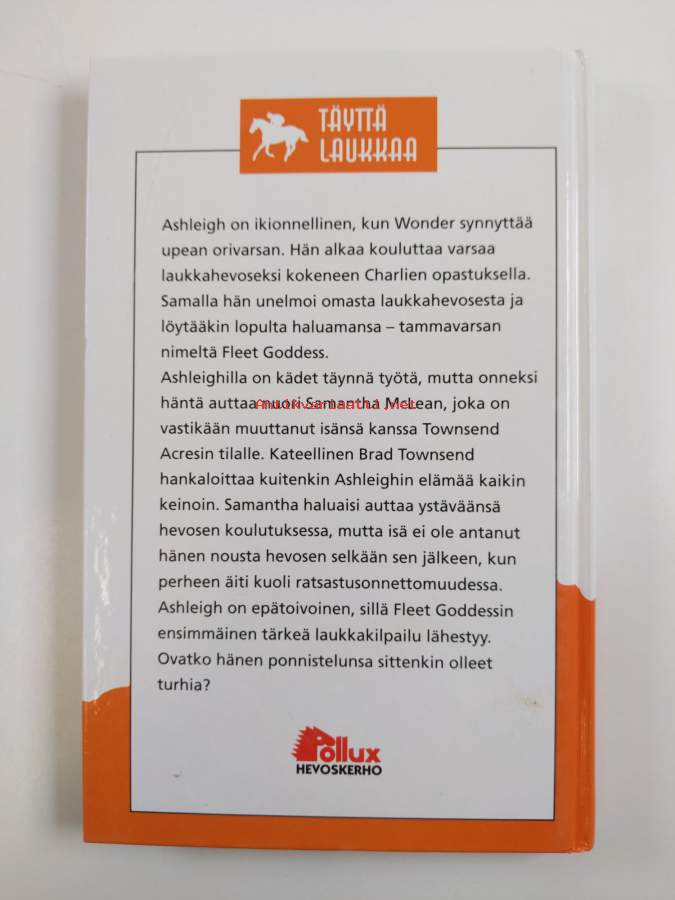 TÄYTTÄ
LAUKKAA
Ashleigh on ikionnellinen, kun Wonder synnyttää
upean orivarsan. Hän alkaa kouluttaa varsaa
laukkahevoseksi kokeneen Charlien opastuksella.
Samalla hän unelmoi omasta laukkahevosesta ja
löytääkin lopulta haluamansa – tammavarsan
nimeltä Fleet Goddess.
Ashleighilla on kädet täynnä työtä, mutta onneksi
häntä auttaa nuori Samantha McLean, joka on
Antikvariaatti.net
vastikään muuttanut isänsä kanssa Townsend
Acresin tilalle. Kateellinen Brad Townsend
hankaloittaa kuitenkin Ashleighin elämää kaikin
keinoin. Samantha haluaisi auttaa ystäväänsä
hevosen koulutuksessa, mutta isä ei ole antanut
hänen nousta hevosen selkään sen jälkeen, kun
perheen äiti kuoli ratsastusonnettomuudessa.
Ashleigh on epätoivoinen, sillä Fleet Goddessin
ensimmäinen tärkeä laukkakilpailu lähestyy.
Ovatko hänen ponnistelunsa sittenkin olleet
turhia?
Pollux
HEVOSKERHO